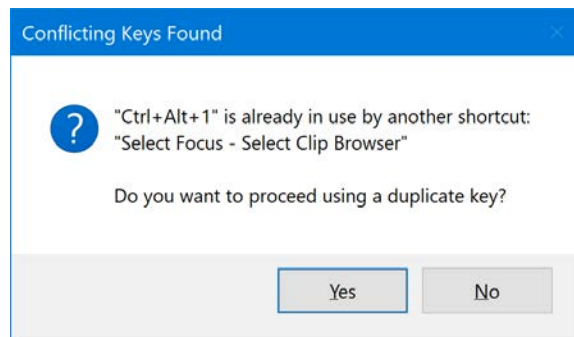 Conflicting Keys Found
"Ctrl+Alt+1" is already in use by another shortcut:
"Select Focus - Select Clip Browser"
Do you want to proceed using a duplicate key?
Yes
No